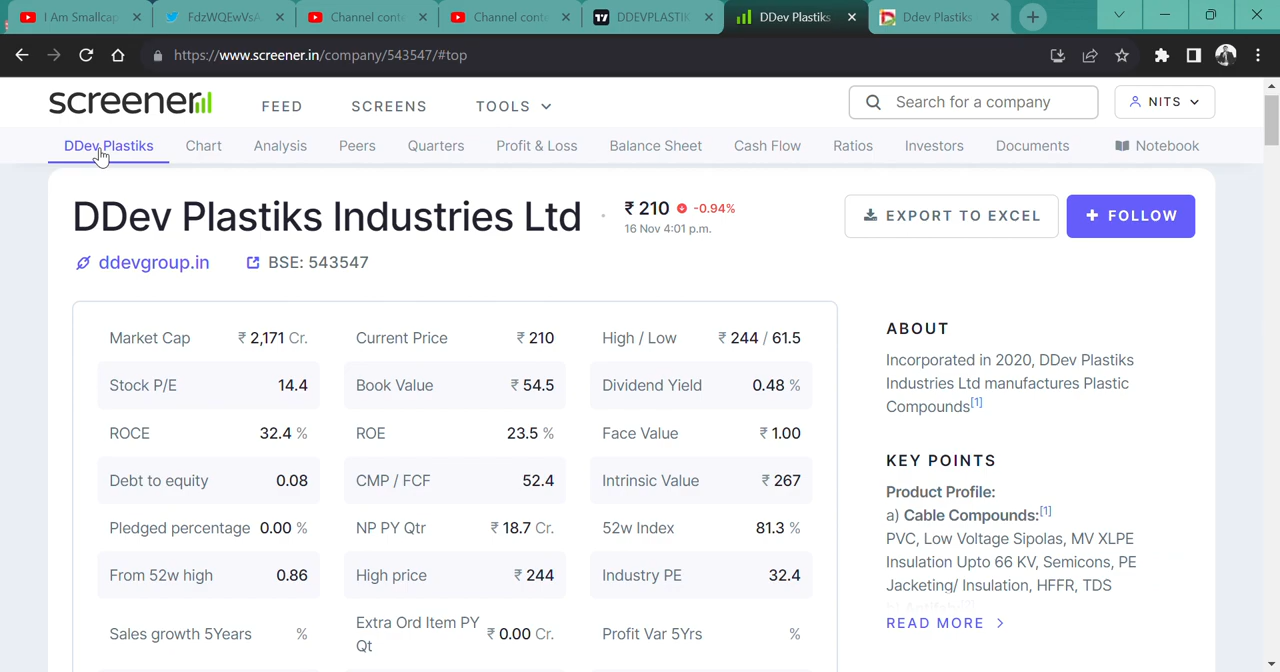 I Am Smallcap
FdzWQEwVsA
Channel conte
Channel conte
DDEVPLASTIK
DDev Plastiks
Ddev Plastiks
https://www.screener.in/company/543547/#top
screener
FEED SCREENS TOOLS
Search for a company
NITS
DDev Plastiks Chart Analysis Peers Quarters Profit & Loss Balance Sheet Cash Flow Ratios Investors Documents Notebook
DDev Plastiks Industries Ltd
₹ 210 -0.94%
16 Nov 4:01 p.m.
EXPORT TO EXCEL
+ FOLLOW
ddevgroup.in BSE: 543547
Market Cap ₹ 2,171 Cr. Current Price ₹ 210 High / Low ₹ 244 / 61.5
Stock P/E 14.4 Book Value ₹ 54.5 Dividend Yield 0.48 %
ROCE 32.4 % ROE 23.5 % Face Value ₹ 1.00
Debt to equity 0.08 CMP / FCF 52.4 Intrinsic Value ₹ 267
Pledged percentage 0.00 % NP PY Qtr ₹ 18.7 Cr. 52w Index 81.3 %
From 52w high 0.86 High price ₹ 244 Industry PE 32.4
Sales growth 5Years % Extra Ord Item PY Qt ₹ 0.00 Cr. Profit Var 5Yrs %
ABOUT
Incorporated in 2020, DDev Plastiks
Industries Ltd manufactures Plastic
Compounds[1]
KEY POINTS
Product Profile:
a) Cable Compounds:[1]
PVC, Low Voltage Sipolas, MV XLPE
Insulation Upto 66 KV, Semicons, PE
Jacketing/ Insulation, HFFR, TDS
READ MORE >